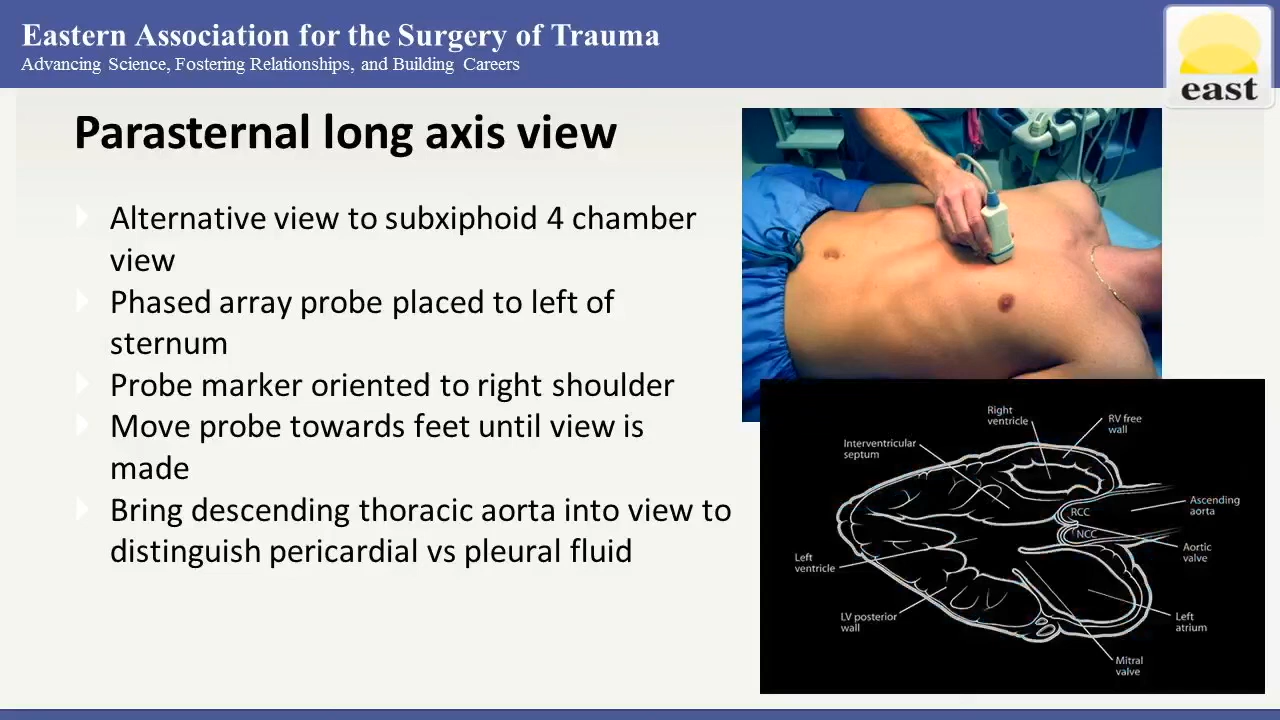 Eastern Association for the Surgery of Trauma
Advancing Science, Fostering Relationships, and Building Careers
east
Parasternal long axis view
Alternative view to subxiphoid 4 chamber
view
Phased array probe placed to left of
sternum
Probe marker oriented to right shoulder
Move probe towards feet until view is
made
Bring descending thoracic aorta into view to
distinguish pericardial vs pleural fluid
Right
ventricle
RV free
wall
Interventricular
septum
Ascending
aorta
RCC
NCC
Aortic
valve
Left
ventricle
LV posterior
wall
Left
atrium
Mitral
valve